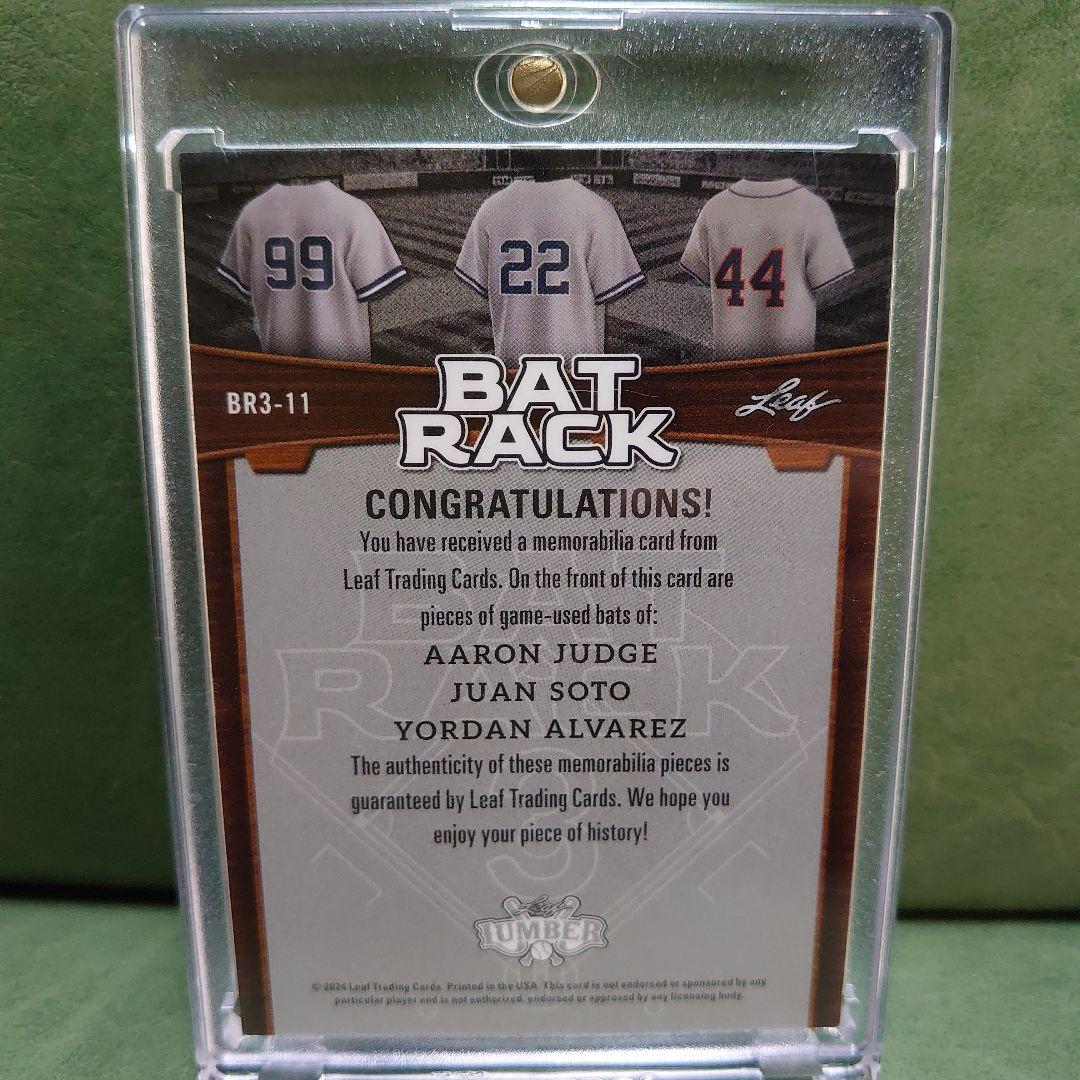 99
22
44
BAT
BR3-11
Leaf
RACK
CONGRATULATIONS!
You have received a memorabilia card from
Leaf Trading Cards. On the front of this card are
pieces of game-used bats of:
AARON JUDGE
JUAN SOTO
YORDAN ALVAREZ
The authenticity of these memorabilia pieces is
guaranteed by Leaf Trading Cards. We hope you
enjoy your piece of history!
BAT
RACK
3
Leaf
LUMBER
© 2024 Leaf Trading Cards. Printed in the USA. This card is not endorsed or sponsored by any
particular player and is not authorized, endorsed or approved by any licensing body.